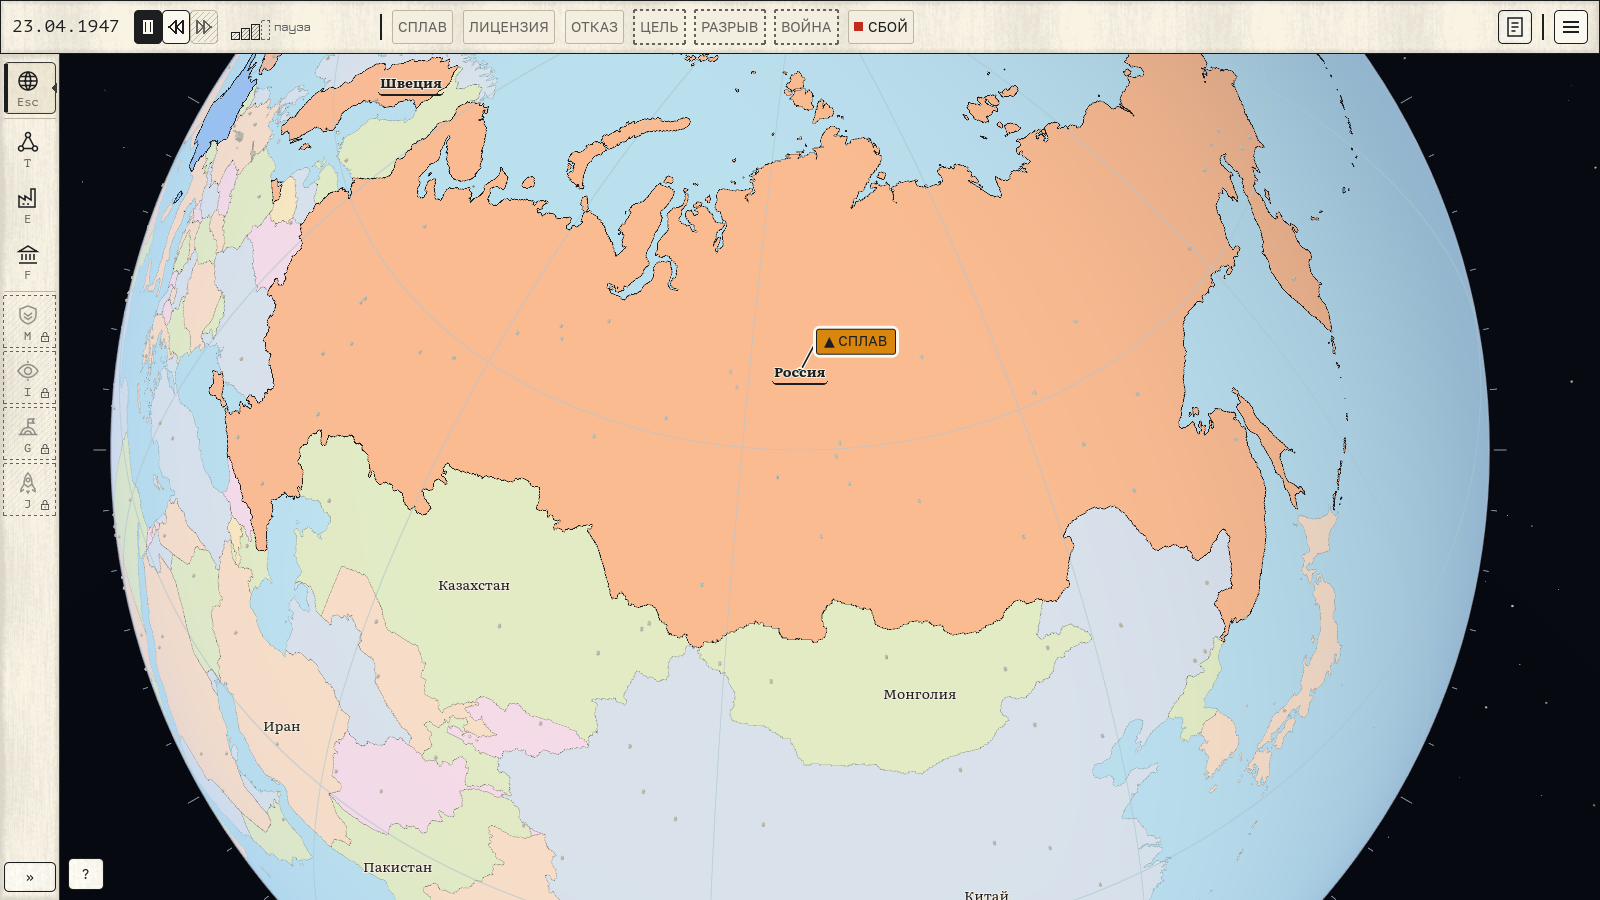 23.04.1947
пауза
СПЛАВ
ЛИЦЕНЗИЯ
ОТКАЗ
ЦЕЛЬ
РАЗРЫВ
ВОЙНА
СБОЙ
Esc
T
E
F
M
I
G
J
»
?
Швеция
▲ СПЛАВ
Россия
Казахстан
Монголия
Иран
Пакистан
Китай